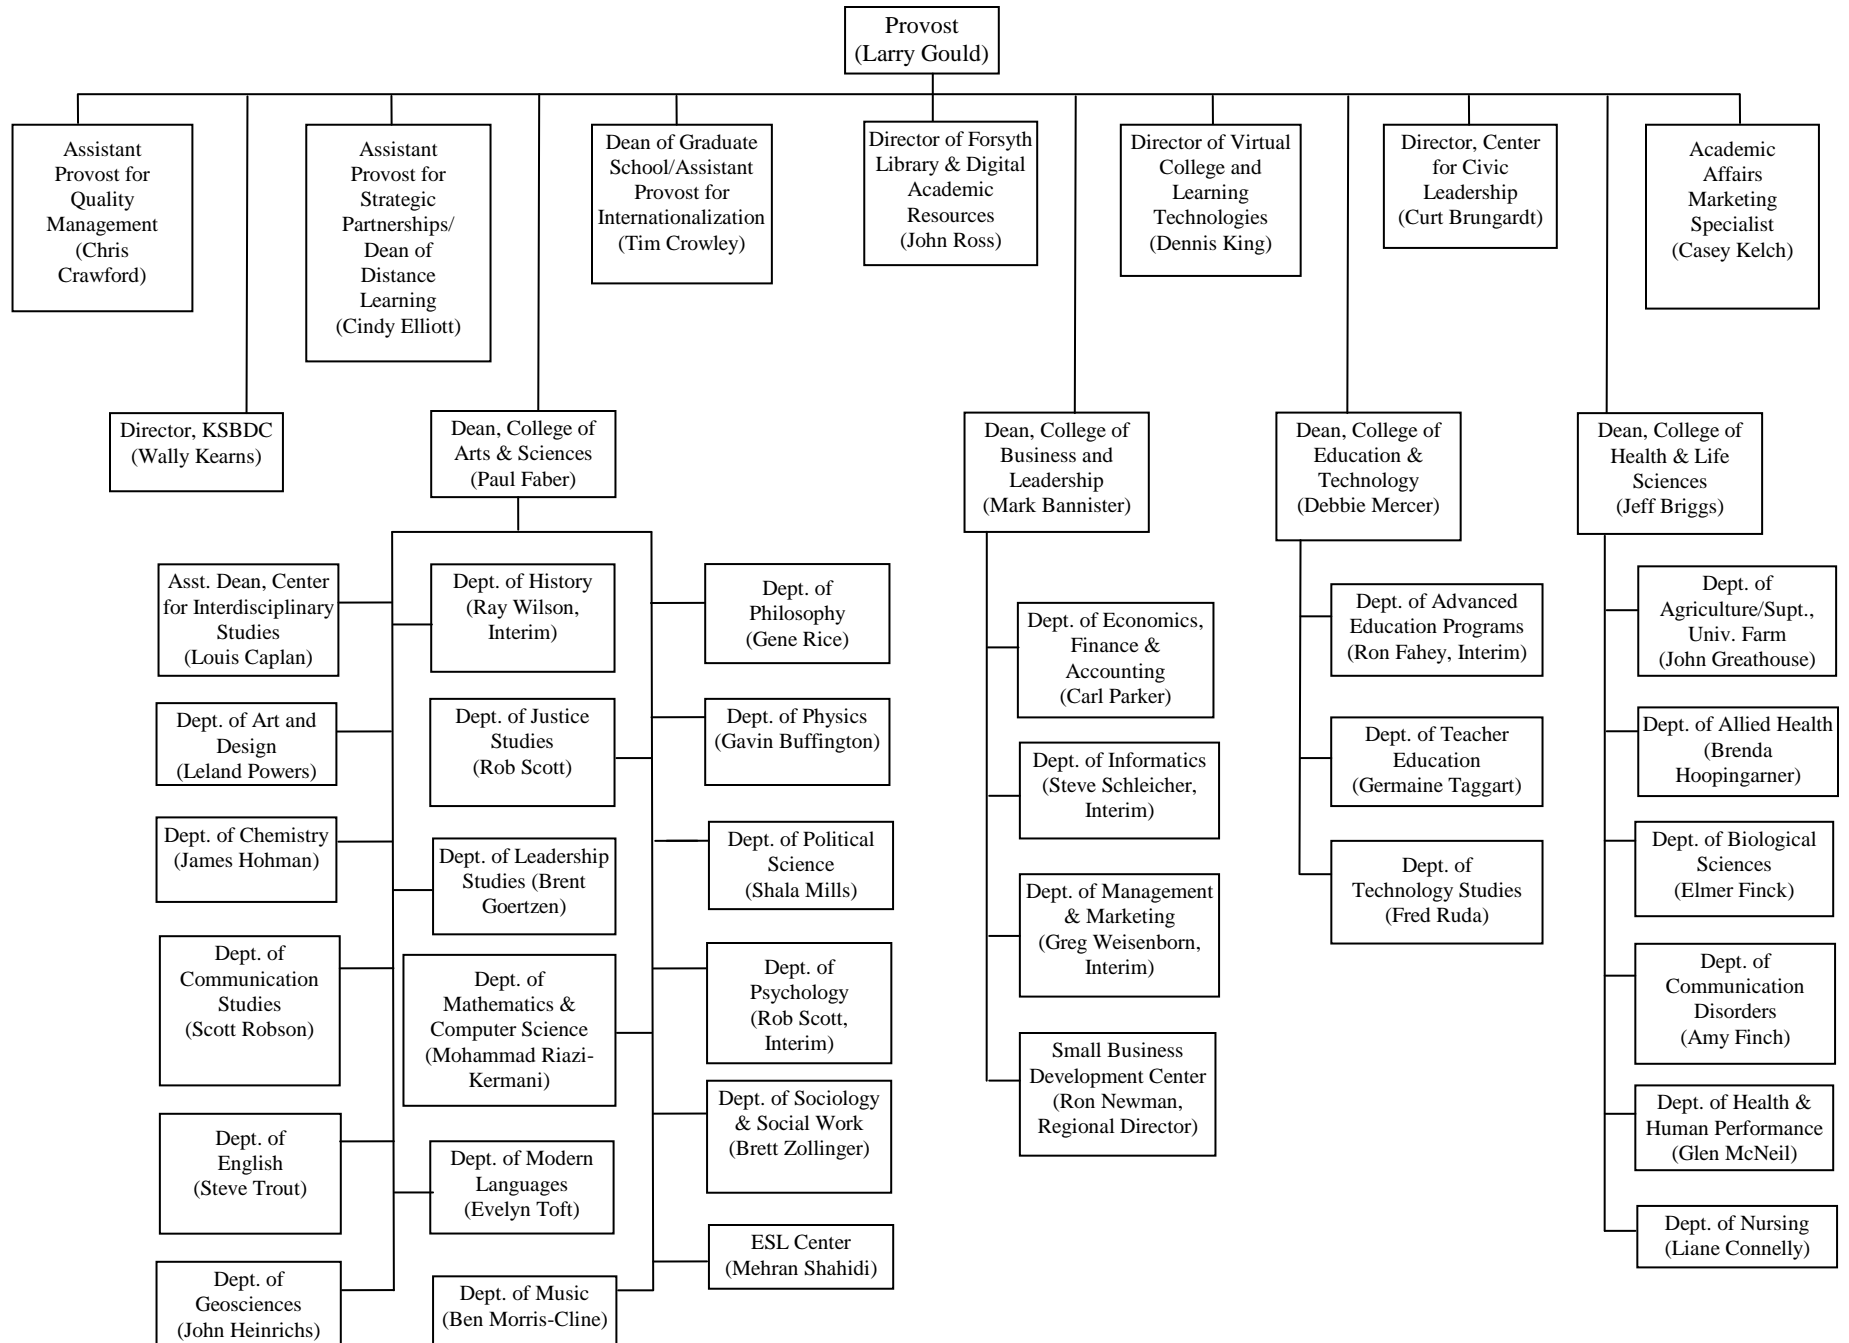 Provost
(Larry Gould)
Assistant
Provost for
Quality
Management
(Chris
Crawford)
Assistant
Provost for
Strategic
Partnerships/
Dean of
Distance
Learning
(Cindy Elliott)
Dean of Graduate
School/Assistant
Provost for
Internationalization
(Tim Crowley)
Director of Forsyth
Library & Digital
Academic
Resources
(John Ross)
Director of Virtual
College and
Learning
Technologies
(Dennis King)
Director, Center
for Civic
Leadership
(Curt Brungardt)
Academic
Affairs
Marketing
Specialist
(Casey Kelch)
Director, KSBDC
(Wally Kearns)
Dean, College of
Arts & Sciences
(Paul Faber)
Dean, College of
Business and
Leadership
(Mark Bannister)
Dean, College of
Education &
Technology
(Debbie Mercer)
Dean, College of
Health & Life
Sciences
(Jeff Briggs)
Asst. Dean, Center
for Interdisciplinary
Studies
(Louis Caplan)
Dept. of Art and
Design
(Leland Powers)
Dept. of Chemistry
(James Hohman)
Dept. of
Communication
Studies
(Scott Robson)
Dept. of
English
(Steve Trout)
Dept. of
Geosciences
(John Heinrichs)
Dept. of History
(Ray Wilson,
Interim)
Dept. of Justice
Studies
(Rob Scott)
Dept. of Leadership
Studies (Brent
Goertzen)
Dept. of
Mathematics &
Computer Science
(Mohammad Riazi-
Kermani)
Dept. of Modern
Languages
(Evelyn Toft)
Dept. of Music
(Ben Morris-Cline)
Dept. of
Philosophy
(Gene Rice)
Dept. of Physics
(Gavin Buffington)
Dept. of Political
Science
(Shala Mills)
Dept. of
Psychology
(Rob Scott,
Interim)
Dept. of Sociology
& Social Work
(Brett Zollinger)
ESL Center
(Mehran Shahidi)
Dept. of Economics,
Finance &
Accounting
(Carl Parker)
Dept. of Informatics
(Steve Schleicher,
Interim)
Dept. of Management
& Marketing
(Greg Weisenborn,
Interim)
Small Business
Development Center
(Ron Newman,
Regional Director)
Dept. of Advanced
Education Programs
(Ron Fahey, Interim)
Dept. of Teacher
Education
(Germaine Taggart)
Dept. of
Technology Studies
(Fred Ruda)
Dept. of
Agriculture/Supt.,
Univ. Farm
(John Greathouse)
Dept. of Allied Health
(Brenda
Hoopingarner)
Dept. of Biological
Sciences
(Elmer Finck)
Dept. of
Communication
Disorders
(Amy Finch)
Dept. of Health &
Human Performance
(Glen McNeil)
Dept. of Nursing
(Liane Connelly)